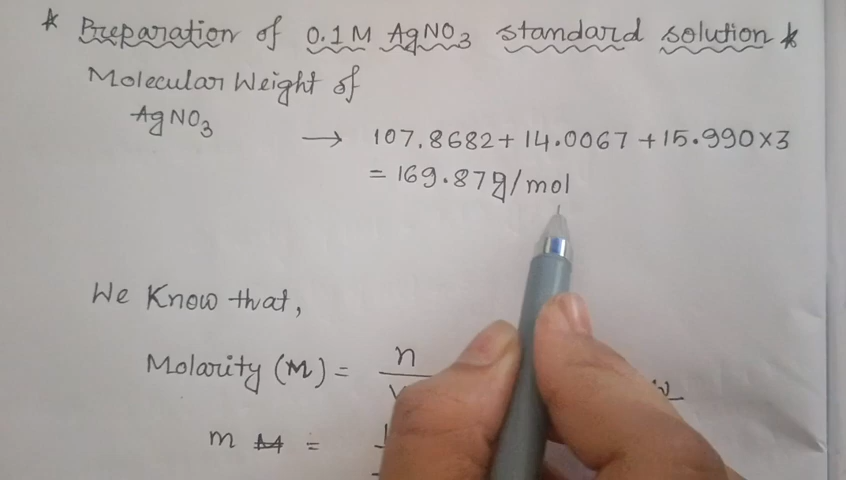 * Preparation of 0.1M AgNO3 standard solution *
Molecular Weight of
AgNO3
→ 107.8682+14.0067+15.990×3
= 169.87g/mol
We Know that,
Molarity (M) = n
m M =